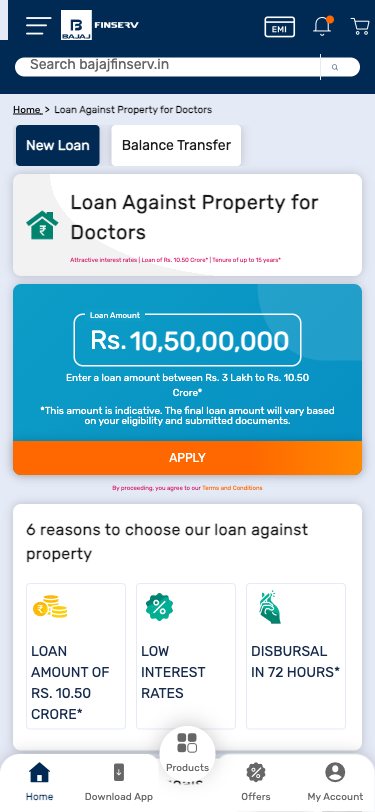 BAJAJ
FINSERV
EMI
Search bajajfinserv.in
Home > Loan Against Property for Doctors
New Loan
Balance Transfer
Loan Against Property for
Doctors
Attractive interest rates | Loan of Rs. 10.50 Crore* | Tenure of up to 15 years*
Loan Amount
Rs. 10,50,00,000
Enter a loan amount between Rs. 3 Lakh to Rs. 10.50
Crore*
*This amount is indicative. The final loan amount will vary based
on your eligibility and submitted documents.
APPLY
By proceeding, you agree to our Terms and Conditions
6 reasons to choose our loan against
property
LOAN
AMOUNT OF
RS. 10.50
CRORE*
LOW
INTEREST
RATES
DISBURSAL
IN 72 HOURS*
Home
Download App
Products
Offers
My Account